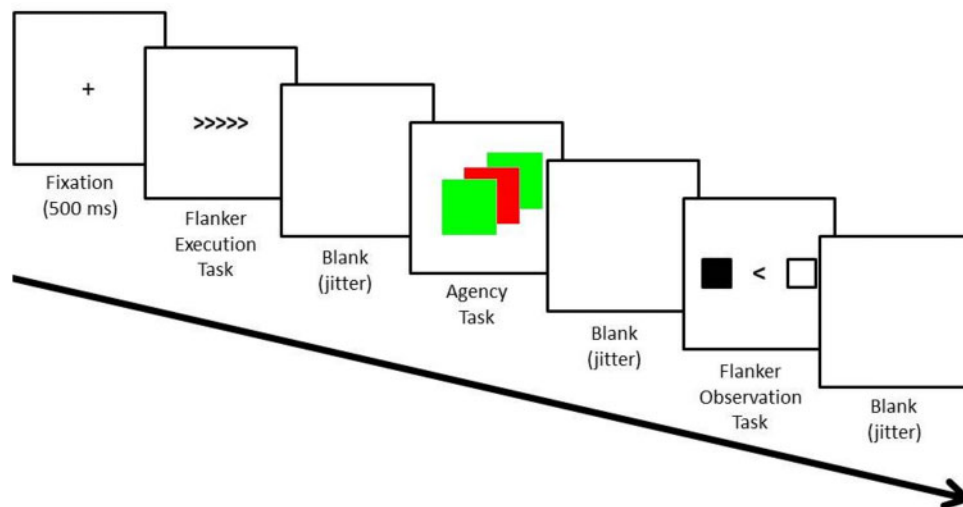 +
Fixation
(500 ms)
>>>>>
Flanker
Execution
Task
Blank
(jitter)
Agency
Task
Blank
(jitter)
<
Flanker
Observation
Task
Blank
(jitter)